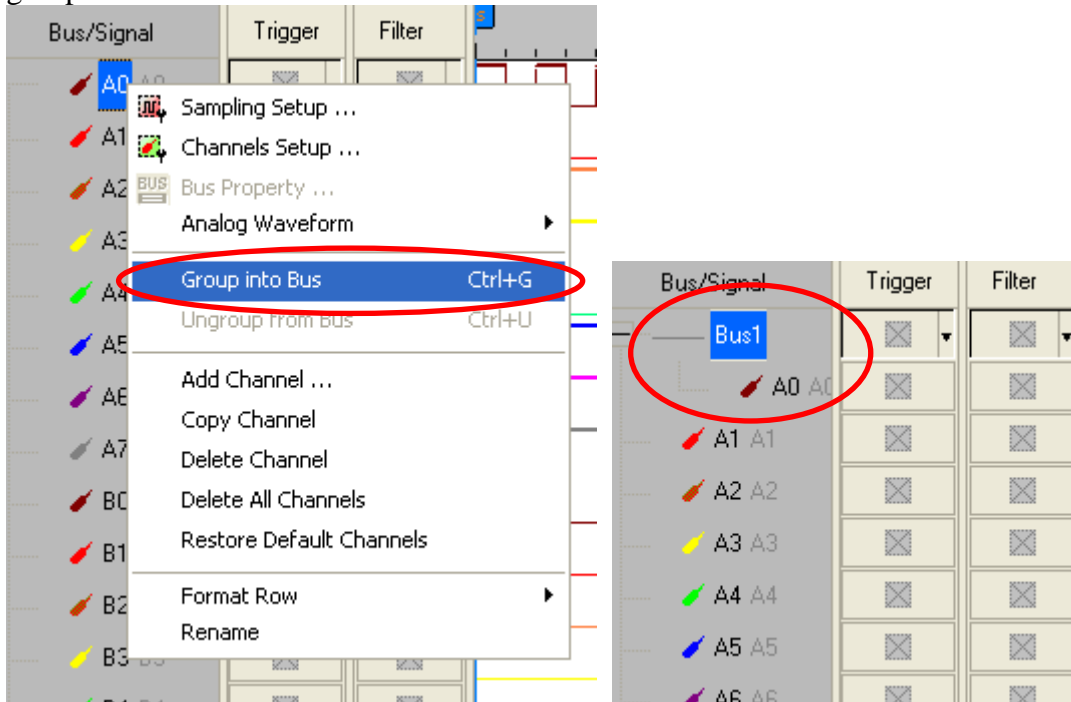 Bus/Signal Trigger Filter
A0
Sampling Setup ...
A1
Channels Setup ...
A2 BUS Bus Property ...
Analog Waveform
A3
Group into Bus Ctrl+G
A4
Ungroup from Bus Ctrl+U
A5
Add Channel ...
A6
Copy Channel
A7
Delete Channel
B0 Delete All Channels
Restore Default Channels
B1
B2 Format Row
Rename
B3
Bus/Signal Trigger Filter
Bus1
A0
A1 A1
A2 A2
A3 A3
A4 A4
A5 A5
A6 A6